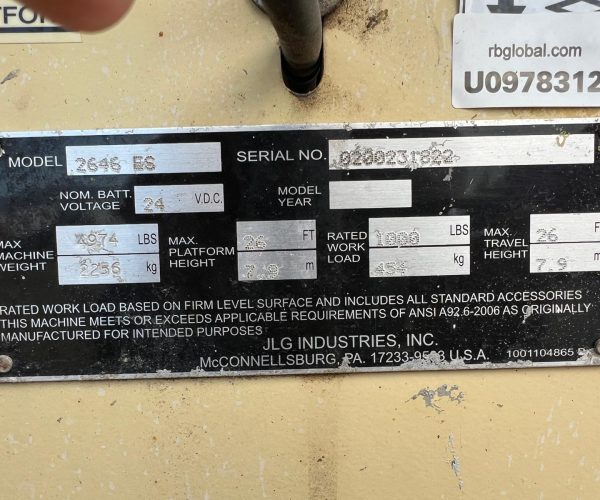 TFOR
rbglobal.com
U0978312
MODEL 2646 ES SERIAL NO. 0200231822
NOM. BATT. VOLTAGE 24 V.D.C. MODEL YEAR
MAX MACHINE WEIGHT 4974 LBS 2256 kg
MAX. PLATFORM HEIGHT 26 FT 7.9 m
RATED WORK LOAD 1000 LBS 454 kg
MAX. TRAVEL HEIGHT 26 FT 7.9 m
RATED WORK LOAD BASED ON FIRM LEVEL SURFACE AND INCLUDES ALL STANDARD ACCESSORIES
THIS MACHINE MEETS OR EXCEEDS APPLICABLE REQUIREMENTS OF ANSI A92.6-2006 AS ORIGINALLY
MANUFACTURED FOR INTENDED PURPOSES
JLG INDUSTRIES, INC.
McCONNELLSBURG, PA. 17233-9533 U.S.A. 1001104865